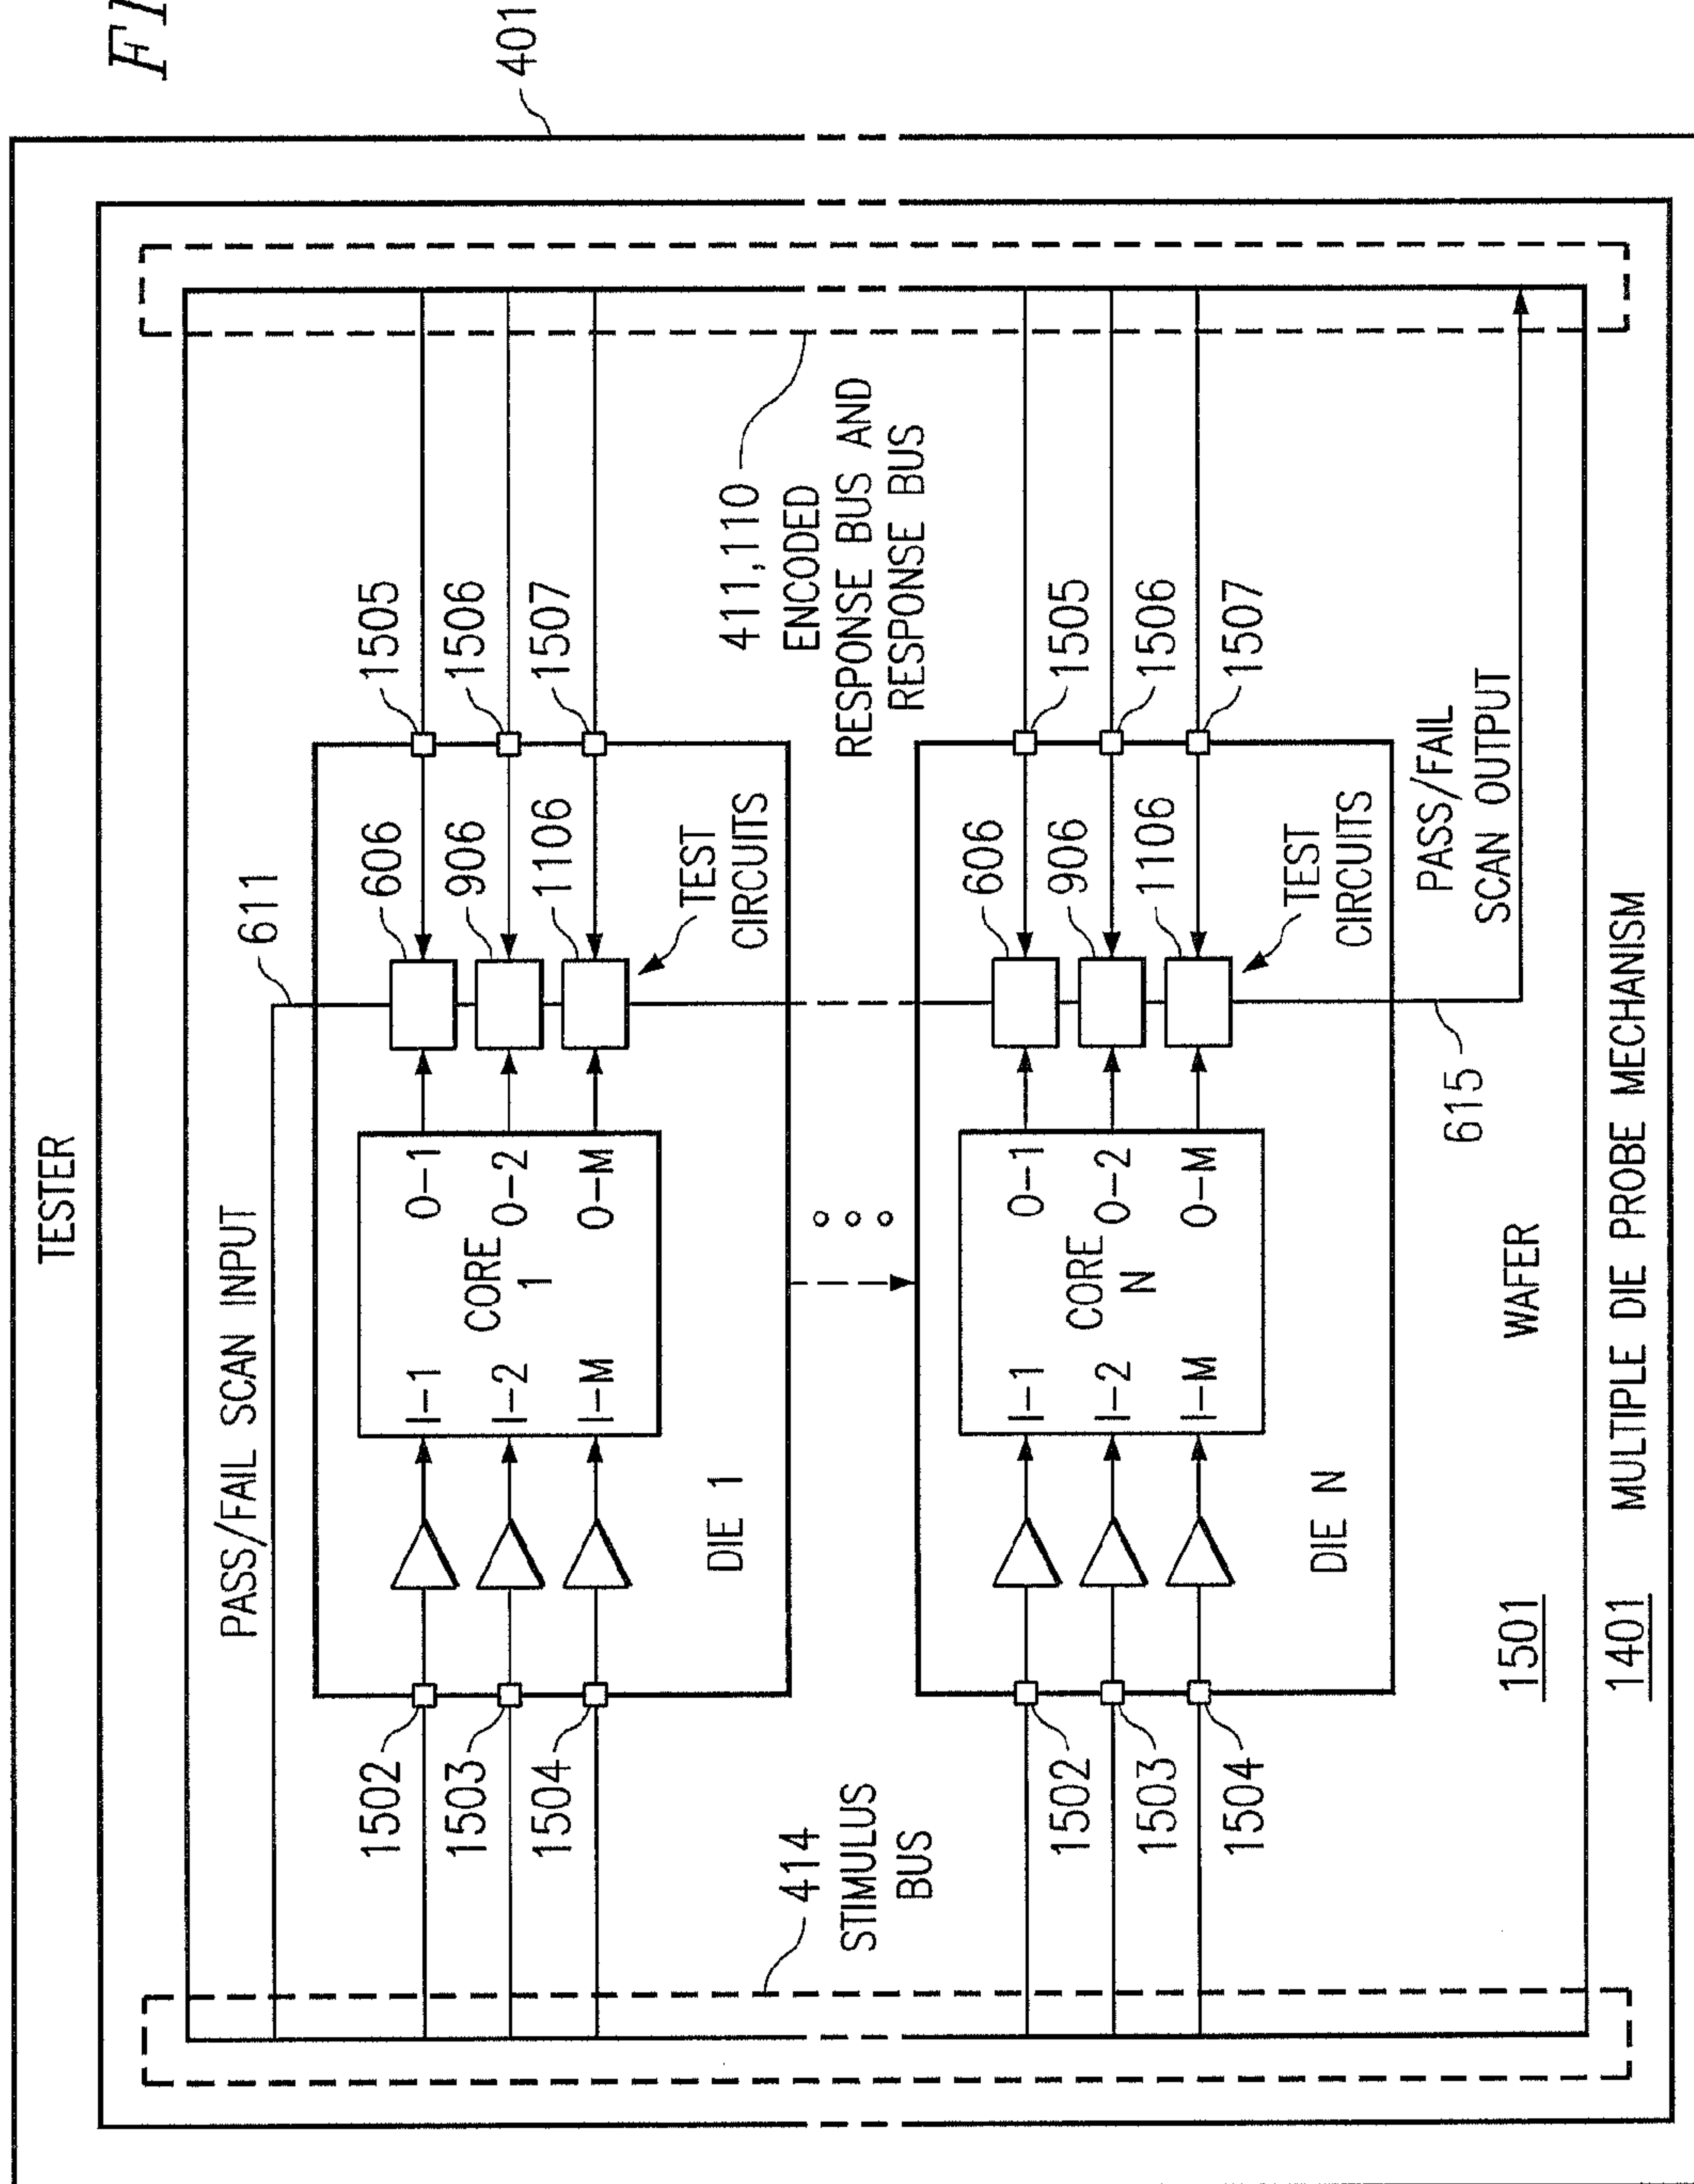 FI
TESTER
401
PASS/FAIL SCAN INPUT
611
1502
1503
1504
I–1
I–2
I–M
CORE
1
O–1
O–2
O–M
606
906
1106
TEST
CIRCUITS
1505
1506
1507
DIE 1
414
STIMULUS
BUS
411,110
ENCODED
RESPONSE BUS AND
RESPONSE BUS
1502
1503
1504
I–1
I–2
I–M
CORE
N
O–1
O–2
O–M
606
906
1106
TEST
CIRCUITS
1505
1506
1507
DIE N
615
PASS/FAIL
SCAN OUTPUT
1501
WAFER
1401
MULTIPLE DIE PROBE MECHANISM